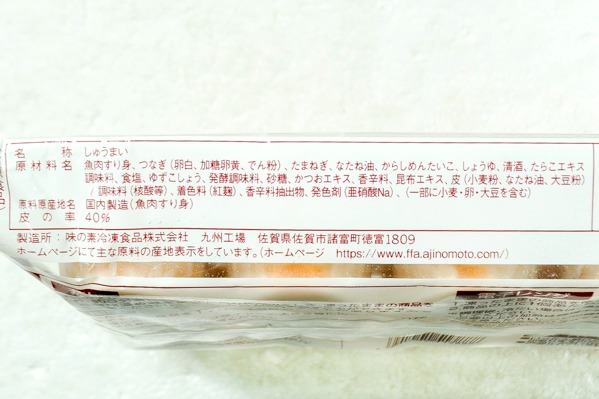 名　　称 しゅうまい
原材料名 魚肉すり身、つなぎ(卵白、加糖卵黄、でん粉)、たまねぎ、なたね油、からしめんたいこ、しょうゆ、清酒、たらこエキス
調味料、食塩、ゆずこしょう、発酵調味料、砂糖、かつおエキス、香辛料、昆布エキス、皮(小麦粉、なたね油、大豆粉)
/調味料(核酸等)、着色料(紅麹)、香辛料抽出物、発色剤(亜硝酸Na)、(一部に小麦・卵・大豆を含む)
原料原産地名 国内製造(魚肉すり身)
皮の率 40%
製造所：味の素冷凍食品株式会社　九州工場　佐賀県佐賀市諸富町徳富1809
ホームページにて主な原料の産地表示をしています。(ホームページ　https://www.ffa.ajinomoto.com/)